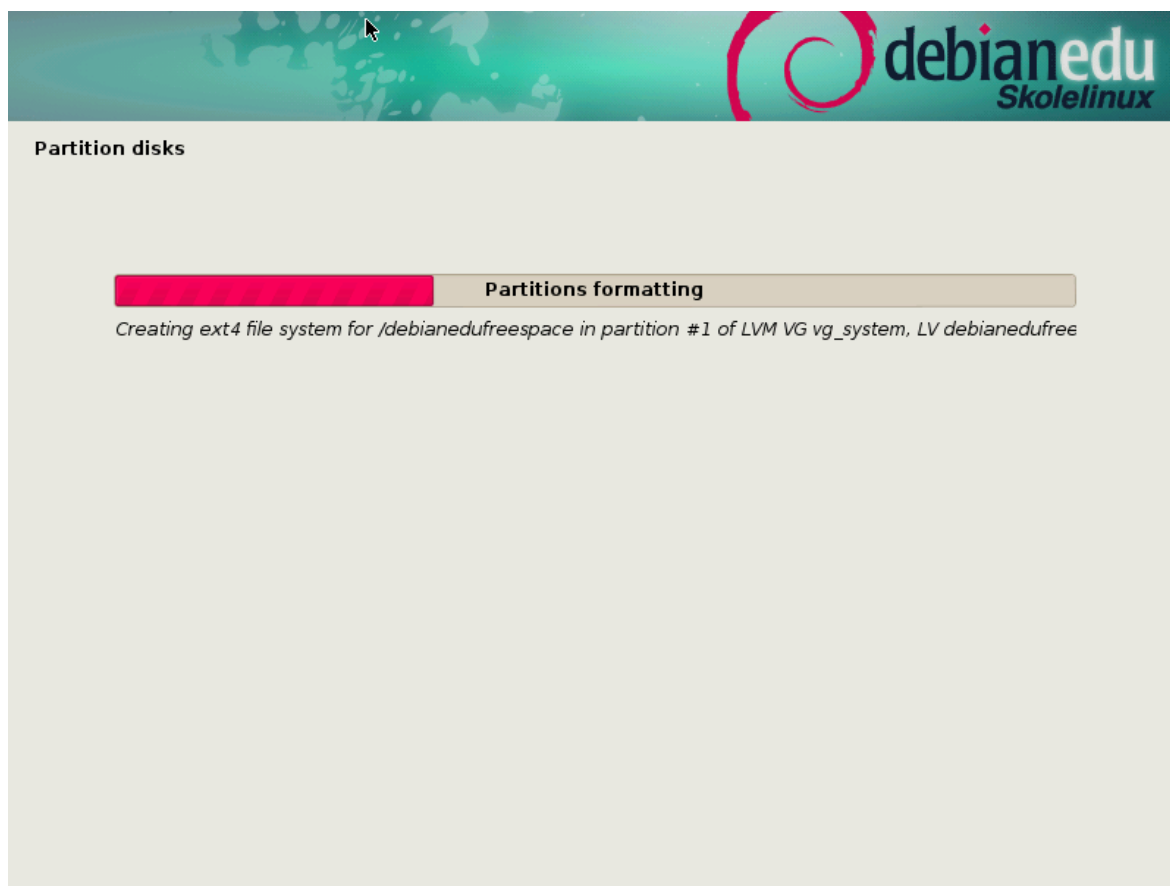 debianedu
Skolelinux
Partition disks
Partitions formatting
Creating ext4 file system for /debianedufreespace in partition #1 of LVM VG vg_system, LV debianedufree